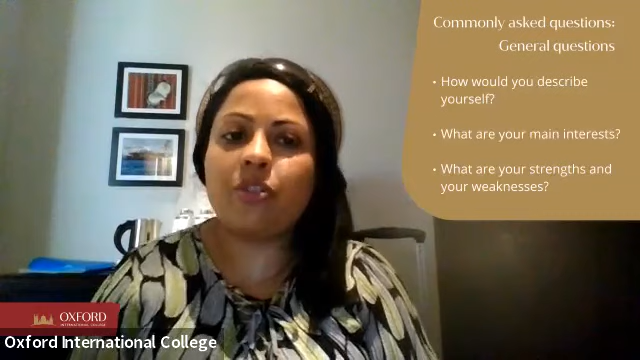 Commonly asked questions:
General questions
• How would you describe
yourself?
• What are your main interests?
• What are your strengths and
your weaknesses?
OXFORD
INTERNATIONAL COLLEGE
Oxford International College